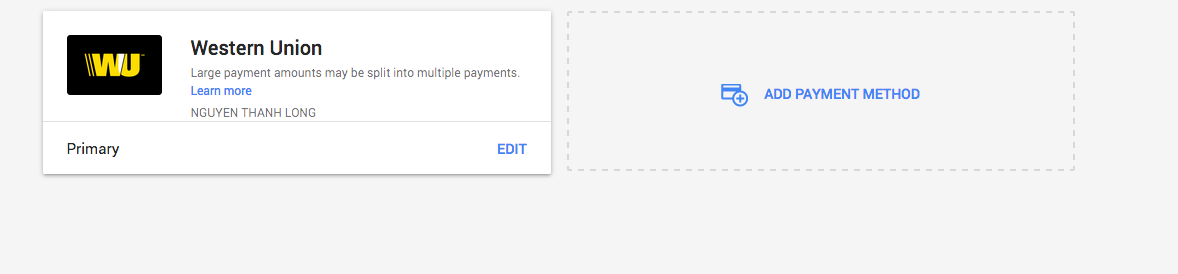 WU
Western Union
Large payment amounts may be split into multiple payments.
Learn more
NGUYEN THANH LONG
Primary
EDIT
ADD PAYMENT METHOD